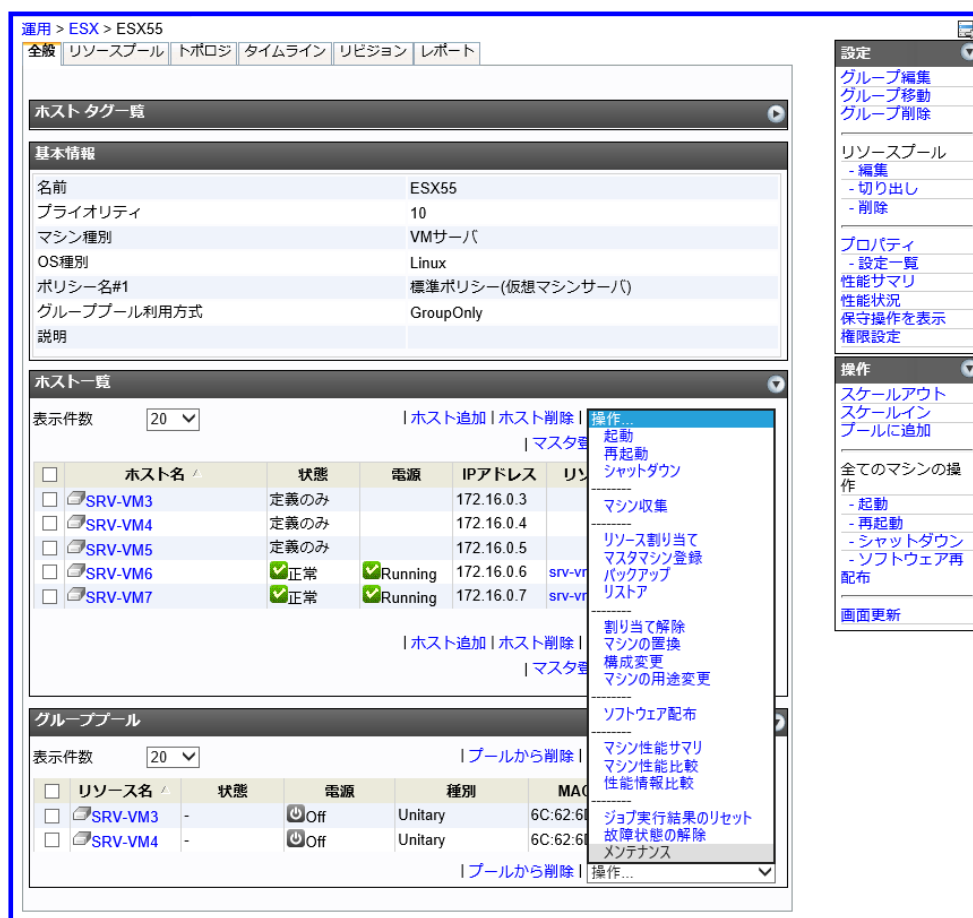 運用 > ESX > ESX55
全般 リソースプール トポロジ タイムライン リビジョン レポート
ホスト タグ一覧
基本情報
名前 ESX55
プライオリティ 10
マシン種別 VMサーバ
OS種別 Linux
ポリシー名#1 標準ポリシー(仮想マシンサーバ)
グループプール利用方式 GroupOnly
説明
ホスト一覧
表示件数 20 | ホスト追加 | ホスト削除 |
| マスタ登
ホスト名 状態 電源 IPアドレス リソ
SRV-VM3 定義のみ 172.16.0.3
SRV-VM4 定義のみ 172.16.0.4
SRV-VM5 定義のみ 172.16.0.5
SRV-VM6 正常 Running 172.16.0.6 srv-vr
SRV-VM7 正常 Running 172.16.0.7 srv-vr
| ホスト追加 | ホスト削除 |
| マスタ登
グループプール
表示件数 20 | プールから削除 |
リソース名 状態 電源 種別 MAC
SRV-VM3 - Off Unitary 6C:62:6
SRV-VM4 - Off Unitary 6C:62:6
| プールから削除 | 操作...
操作...
起動
再起動
シャットダウン
--------
マシン収集
--------
リソース割り当て
マスタマシン登録
バックアップ
リストア
--------
割り当て解除
マシンの置換
構成変更
マシンの用途変更
--------
ソフトウェア配布
--------
マシン性能サマリ
マシン性能比較
性能情報比較
--------
ジョブ実行結果のリセット
故障状態の解除
メンテナンス
設定
グループ編集
グループ移動
グループ削除
リソースプール
- 編集
- 切り出し
- 削除
プロパティ
- 設定一覧
性能サマリ
性能状況
保守操作を表示
権限設定
操作
スケールアウト
スケールイン
プールに追加
全てのマシンの操
作
- 起動
- 再起動
- シャットダウン
- ソフトウェア再
配布
画面更新